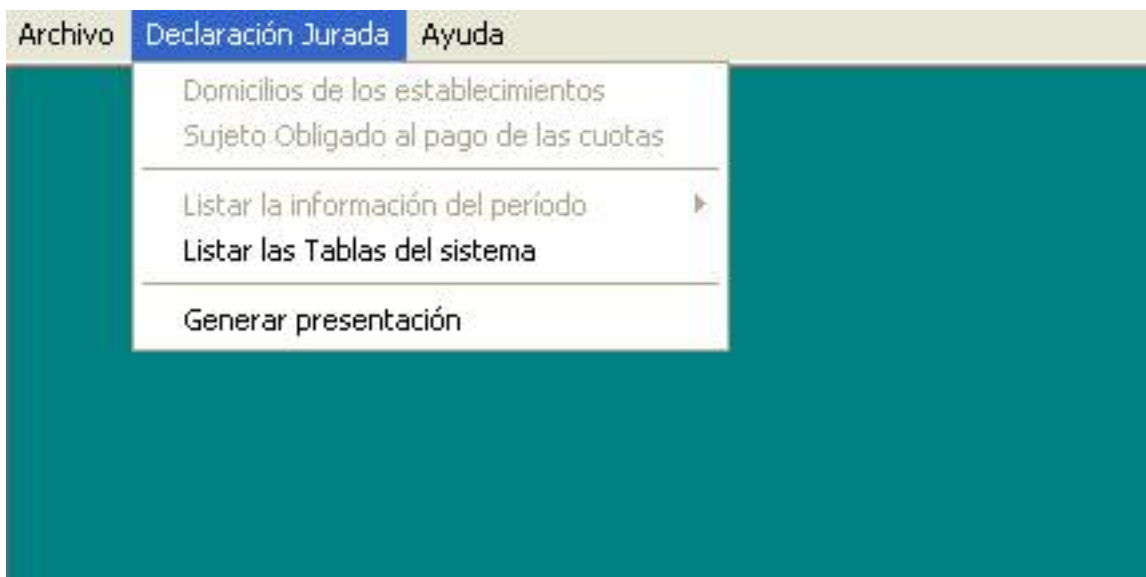 Archivo Declaración Jurada Ayuda
Domicilios de los establecimientos
Sujeto Obligado al pago de las cuotas
Listar la información del período
Listar las Tablas del sistema
Generar presentación